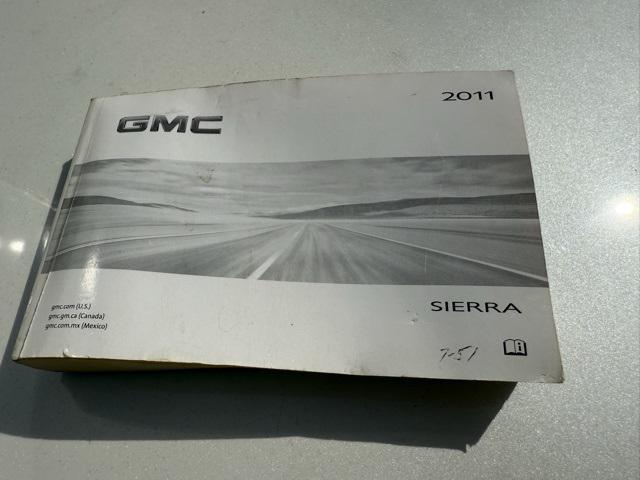 2011
GMC
gmc.com (U.S.)
gmc.gm.ca (Canada)
gmc.com.mx (Mexico)
SIERRA
7-51